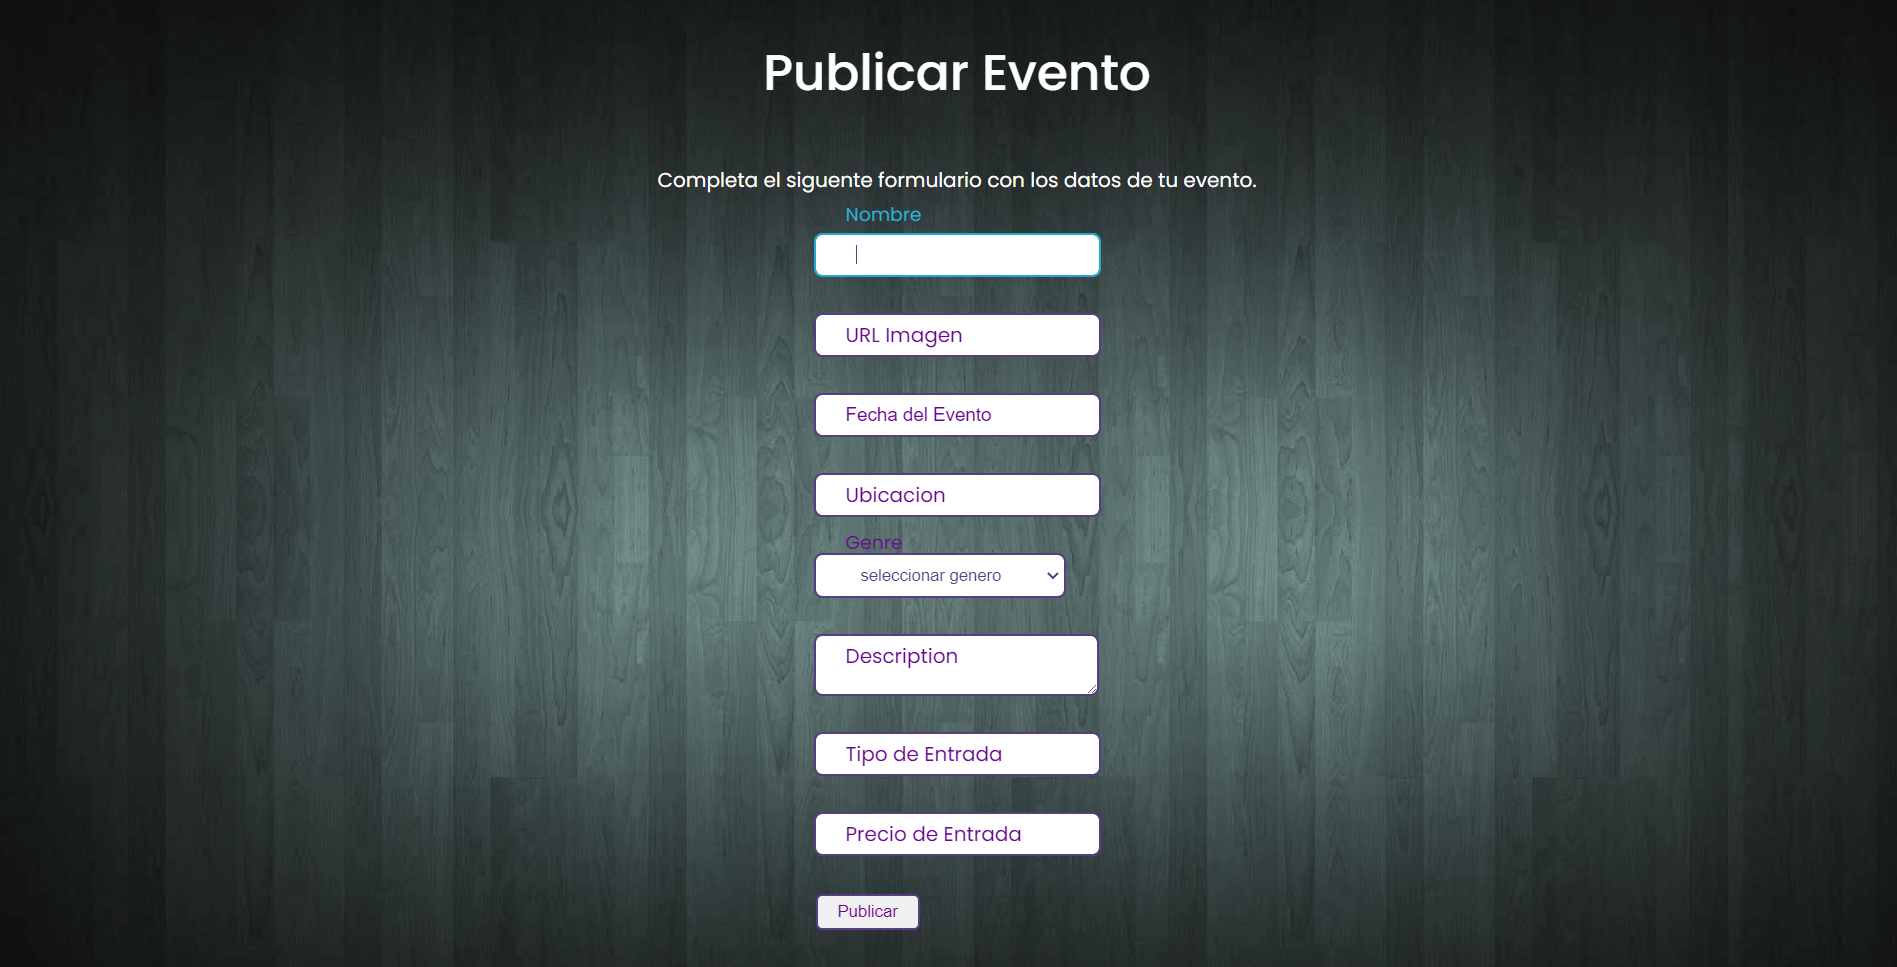 Publicar Evento
Completa el siguente formulario con los datos de tu evento.
Nombre
URL Imagen
Fecha del Evento
Ubicacion
Genre
seleccionar genero
Description
Tipo de Entrada
Precio de Entrada
Publicar